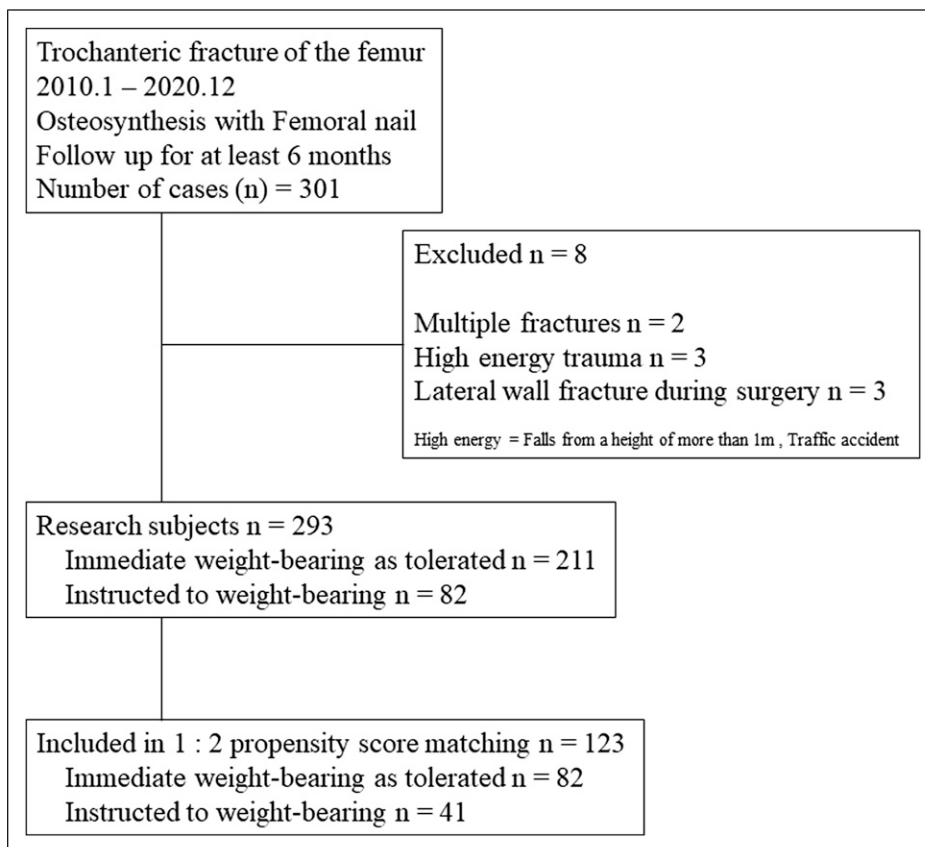 Trochanteric fracture of the femur
2010.1 – 2020.12
Osteosynthesis with Femoral nail
Follow up for at least 6 months
Number of cases (n) = 301
Excluded n = 8
Multiple fractures n = 2
High energy trauma n = 3
Lateral wall fracture during surgery n = 3
High energy = Falls from a height of more than 1m , Traffic accident
Research subjects n = 293
Immediate weight-bearing as tolerated n = 211
Instructed to weight-bearing n = 82
Included in 1 : 2 propensity score matching n = 123
Immediate weight-bearing as tolerated n = 82
Instructed to weight-bearing n = 41